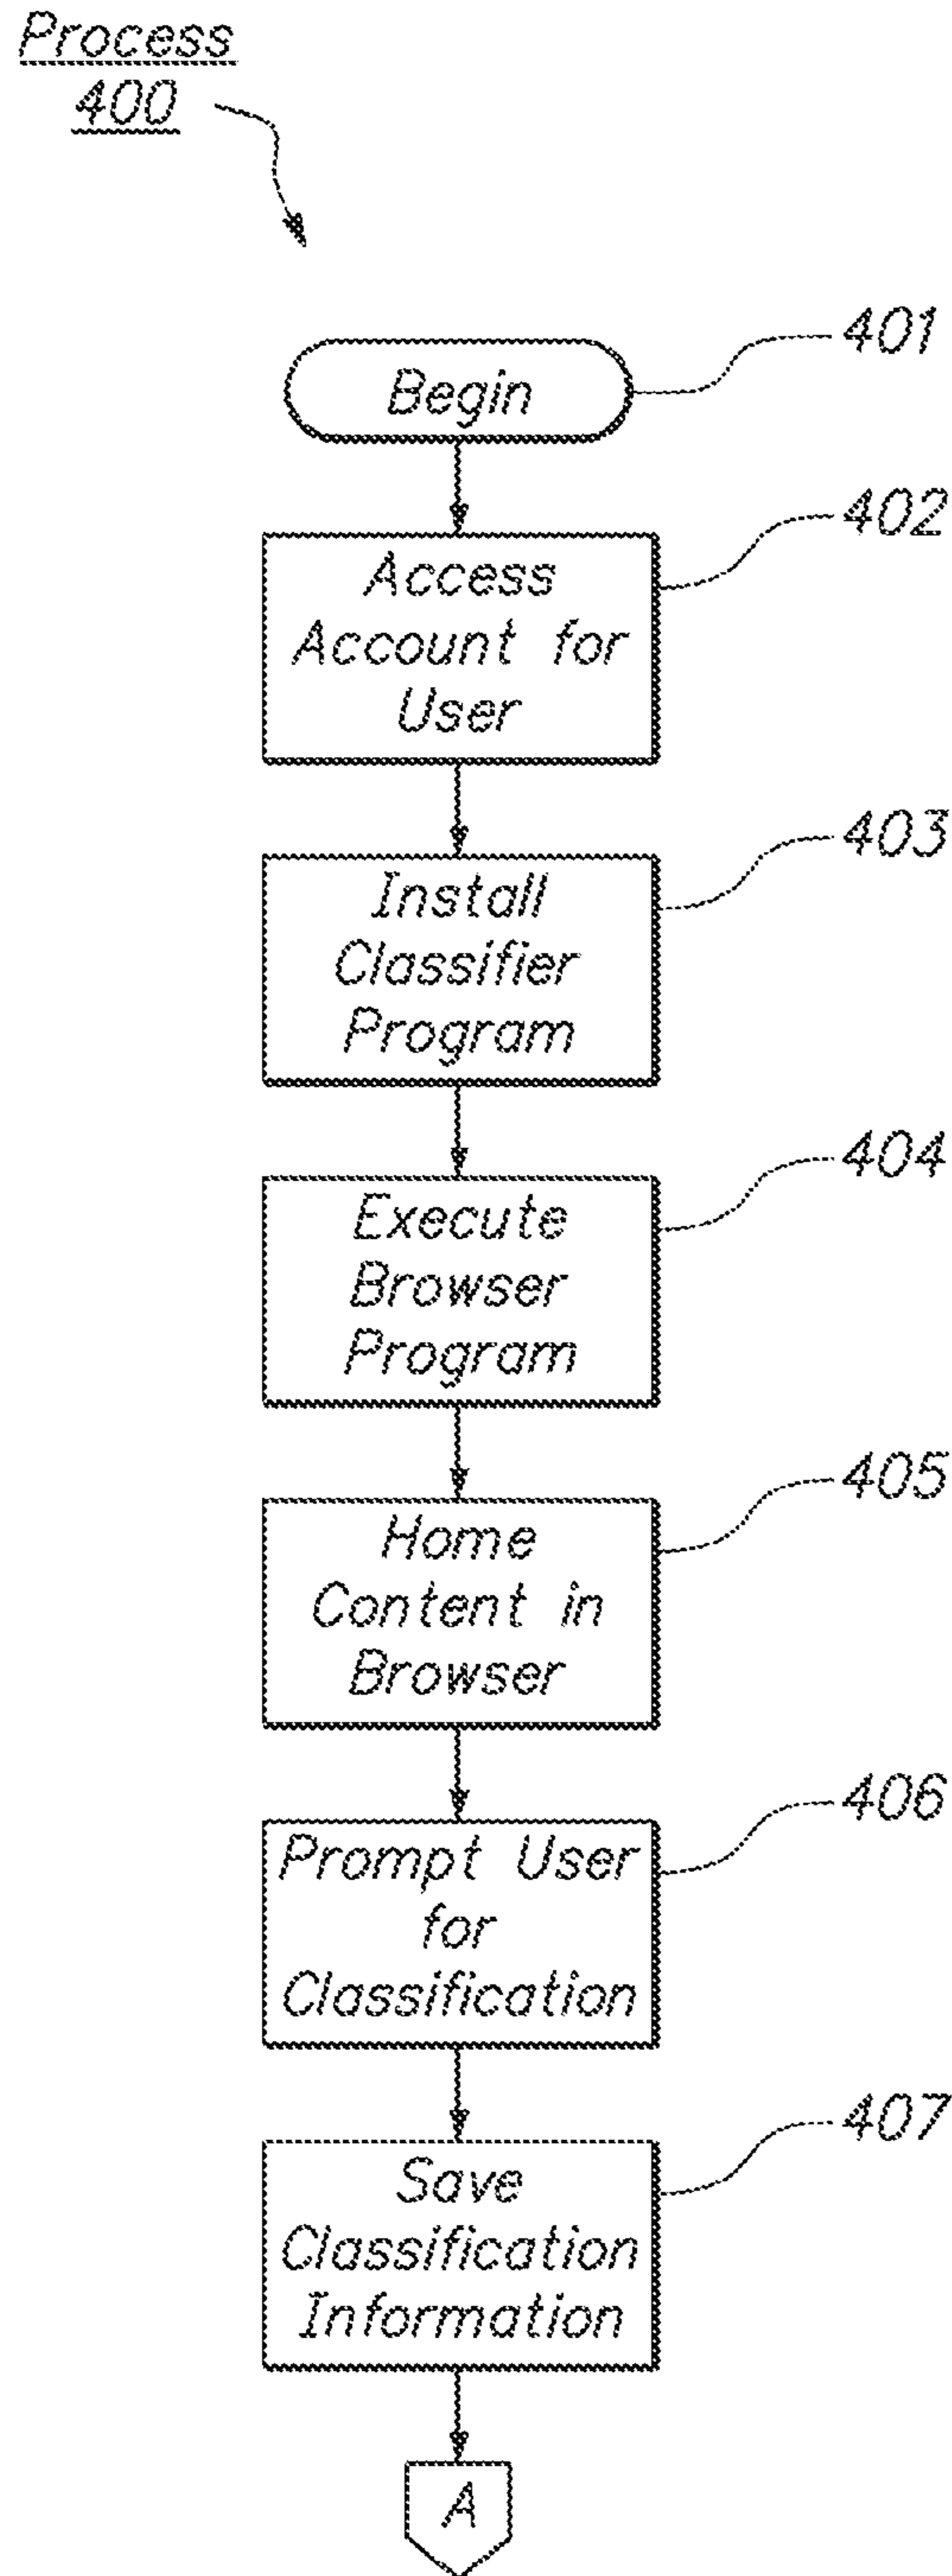 Process
400
401
Begin
402
Access
Account for
User
403
Install
Classifier
Program
404
Execute
Browser
Program
405
Home
Content in
Browser
406
Prompt User
for
Classification
407
Save
Classification
Information
A